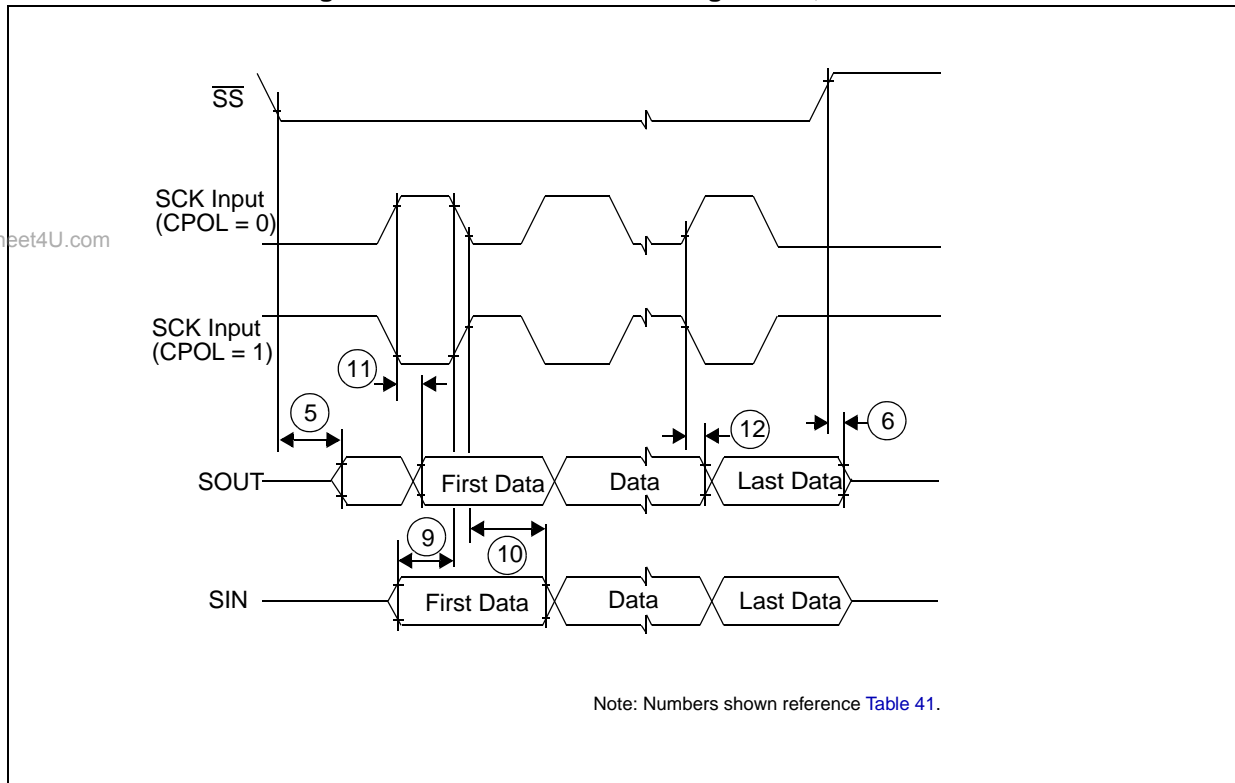 SS
SCK Input
(CPOL = 0)
heet4U.com
SCK Input
(CPOL = 1)
11
5
12
6
SOUT
First Data
Data
Last Data
9
10
SIN
First Data
Data
Last Data
Note: Numbers shown reference Table 41.